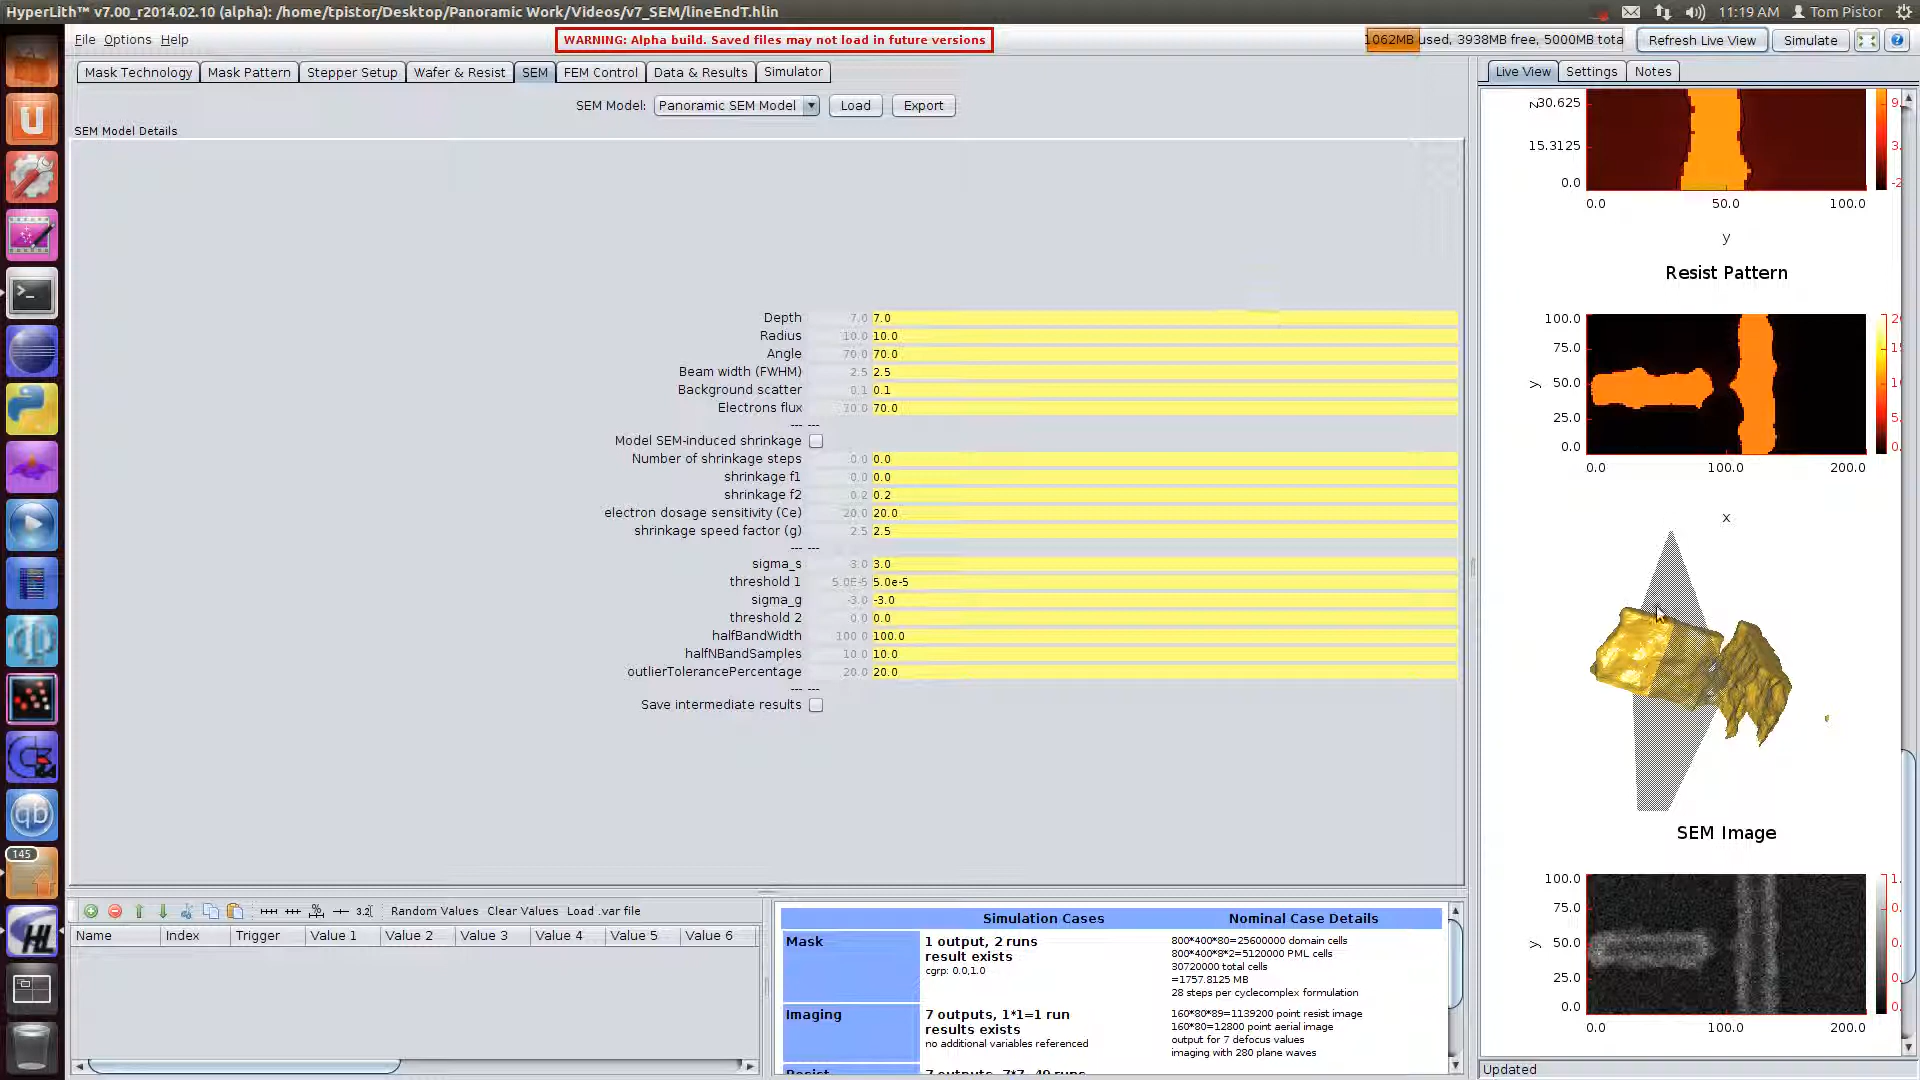 HyperLith™ v7.00_r2014.02.10 (alpha): /home/tpistor/Desktop/Panoramic Work/Videos/v7_SEM/lineEndT.hlin
11:19 AM Tom Pistor
File Options Help
WARNING: Alpha build. Saved files may not load in future versions
1062MB used, 3938MB free, 5000MB tota
Refresh Live View Simulate
Mask Technology Mask Pattern Stepper Setup Wafer & Resist SEM FEM Control Data & Results Simulator
Live View Settings Notes
SEM Model: Panoramic SEM Model Load Export
SEM Model Details
Depth 7.0 7.0
Radius 10.0 10.0
Angle 70.0 70.0
Beam width (FWHM) 2.5 2.5
Background scatter 0.1 0.1
Electrons flux 70.0 70.0
--- ---
Model SEM-induced shrinkage
Number of shrinkage steps 0.0 0.0
shrinkage f1 0.0 0.0
shrinkage f2 0.2 0.2
electron dosage sensitivity (Ce) 20.0 20.0
shrinkage speed factor (g) 2.5 2.5
--- ---
sigma_s 3.0 3.0
threshold 1 5.0E-5 5.0e-5
sigma_g -3.0 -3.0
threshold 2 0.0 0.0
halfBandWidth 100.0 100.0
halfNBandSamples 10.0 10.0
outlierTolerancePercentage 20.0 20.0
--- ---
Save intermediate results
30.625
15.3125
0.0
0.0 50.0 100.0
y
z
9.
3.
-2
Resist Pattern
100.0
75.0
50.0
25.0
0.0
y
0.0 100.0 200.0
x
SEM Image
100.0
75.0
50.0
25.0
0.0
y
0.0 100.0 200.0
1.
0.
0.
0.
Updated
145
3.2
Random Values Clear Values Load .var file
Name Index Trigger Value 1 Value 2 Value 3 Value 4 Value 5 Value 6
Simulation Cases Nominal Case Details
Mask
1 output, 2 runs
result exists
cgrp: 0.0,1.0
800*400*80=25600000 domain cells
800*400*8*2=5120000 PML cells
30720000 total cells
=1757.8125 MB
28 steps per cyclecomplex formulation
Imaging
7 outputs, 1*1=1 run
results exists
no additional variables referenced
160*80*89=1139200 point resist image
160*80=12800 point aerial image
output for 7 defocus values
imaging with 280 plane waves